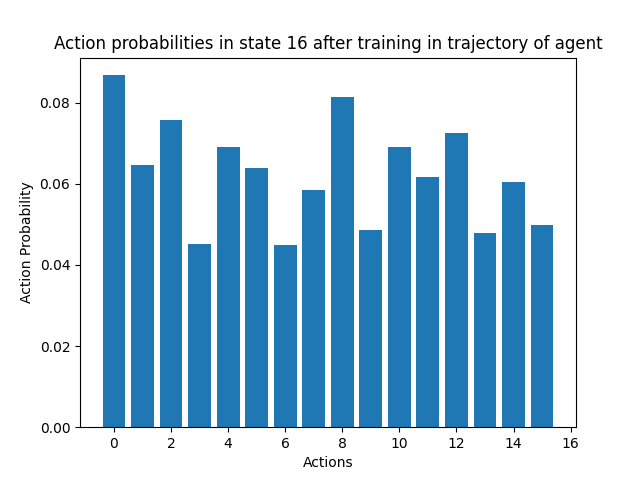 Action probabilities in state 16 after training in trajectory of agent
0.08
0.06
0.04
0.02
0.00
Action Probability
0 2 4 6 8 10 12 14 16
Actions